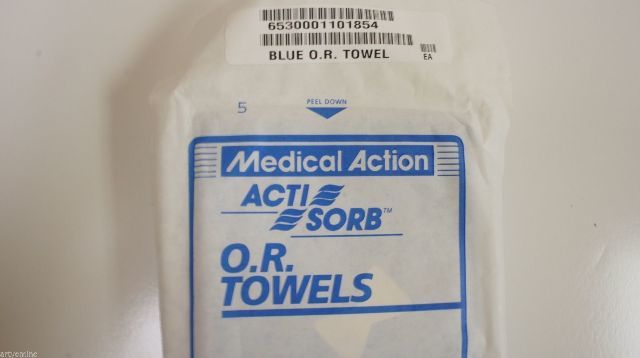 6530001101854
BLUE O.R. TOWEL
EA
5
PEEL DOWN
Medical Action
ACTI
SORB™
O.R.
TOWELS